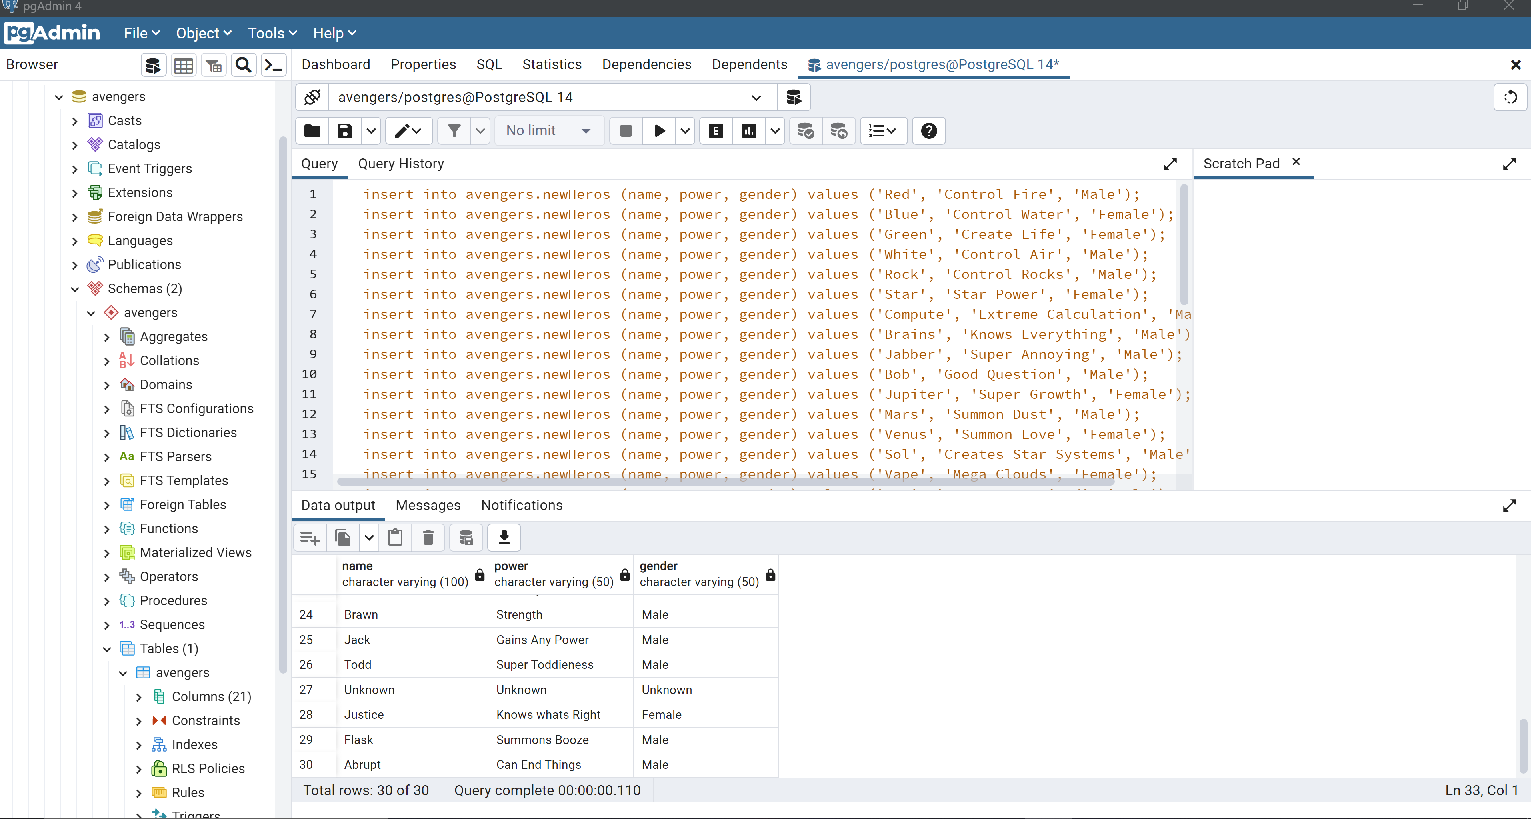 pgAdmin 4
pgAdmin File Object Tools Help
Browser
Dashboard Properties SQL Statistics Dependencies Dependents avengers/postgres@PostgreSQL 14*
avengers
Casts
Catalogs
Event Triggers
Extensions
Foreign Data Wrappers
Languages
Publications
Schemas (2)
avengers
Aggregates
Collations
Domains
FTS Configurations
FTS Dictionaries
Aa FTS Parsers
FTS Templates
Foreign Tables
Functions
Materialized Views
Operators
Procedures
1..3 Sequences
Tables (1)
avengers
Columns (21)
Constraints
Indexes
RLS Policies
Rules
Triggers
avengers/postgres@PostgreSQL 14
No limit
E
Query Query History
Scratch Pad
1 insert into avengers.newHeros (name, power, gender) values ('Red', 'Control Fire', 'Male');
2 insert into avengers.newHeros (name, power, gender) values ('Blue', 'Control Water', 'Female');
3 insert into avengers.newHeros (name, power, gender) values ('Green', 'Create Life', 'Female');
4 insert into avengers.newHeros (name, power, gender) values ('White', 'Control Air', 'Male');
5 insert into avengers.newHeros (name, power, gender) values ('Rock', 'Control Rocks', 'Male');
6 insert into avengers.newHeros (name, power, gender) values ('Star', 'Star Power', 'Female');
7 insert into avengers.newHeros (name, power, gender) values ('Compute', 'Extreme Calculation', 'Ma
8 insert into avengers.newHeros (name, power, gender) values ('Brains', 'Knows Everything', 'Male')
9 insert into avengers.newHeros (name, power, gender) values ('Jabber', 'Super Annoying', 'Male');
10 insert into avengers.newHeros (name, power, gender) values ('Bob', 'Good Question', 'Male');
11 insert into avengers.newHeros (name, power, gender) values ('Jupiter', 'Super Growth', 'Female');
12 insert into avengers.newHeros (name, power, gender) values ('Mars', 'Summon Dust', 'Male');
13 insert into avengers.newHeros (name, power, gender) values ('Venus', 'Summon Love', 'Female');
14 insert into avengers.newHeros (name, power, gender) values ('Sol', 'Creates Star Systems', 'Male'
15 insert into avengers.newHeros (name, power, gender) values ('Vape', 'Mega Clouds', 'Female');
Data output Messages Notifications
name power gender
character varying (100) character varying (50) character varying (50)
24 Brawn Strength Male
25 Jack Gains Any Power Male
26 Todd Super Toddieness Male
27 Unknown Unknown Unknown
28 Justice Knows whats Right Female
29 Flask Summons Booze Male
30 Abrupt Can End Things Male
Total rows: 30 of 30 Query complete 00:00:00.110
Ln 33, Col 1